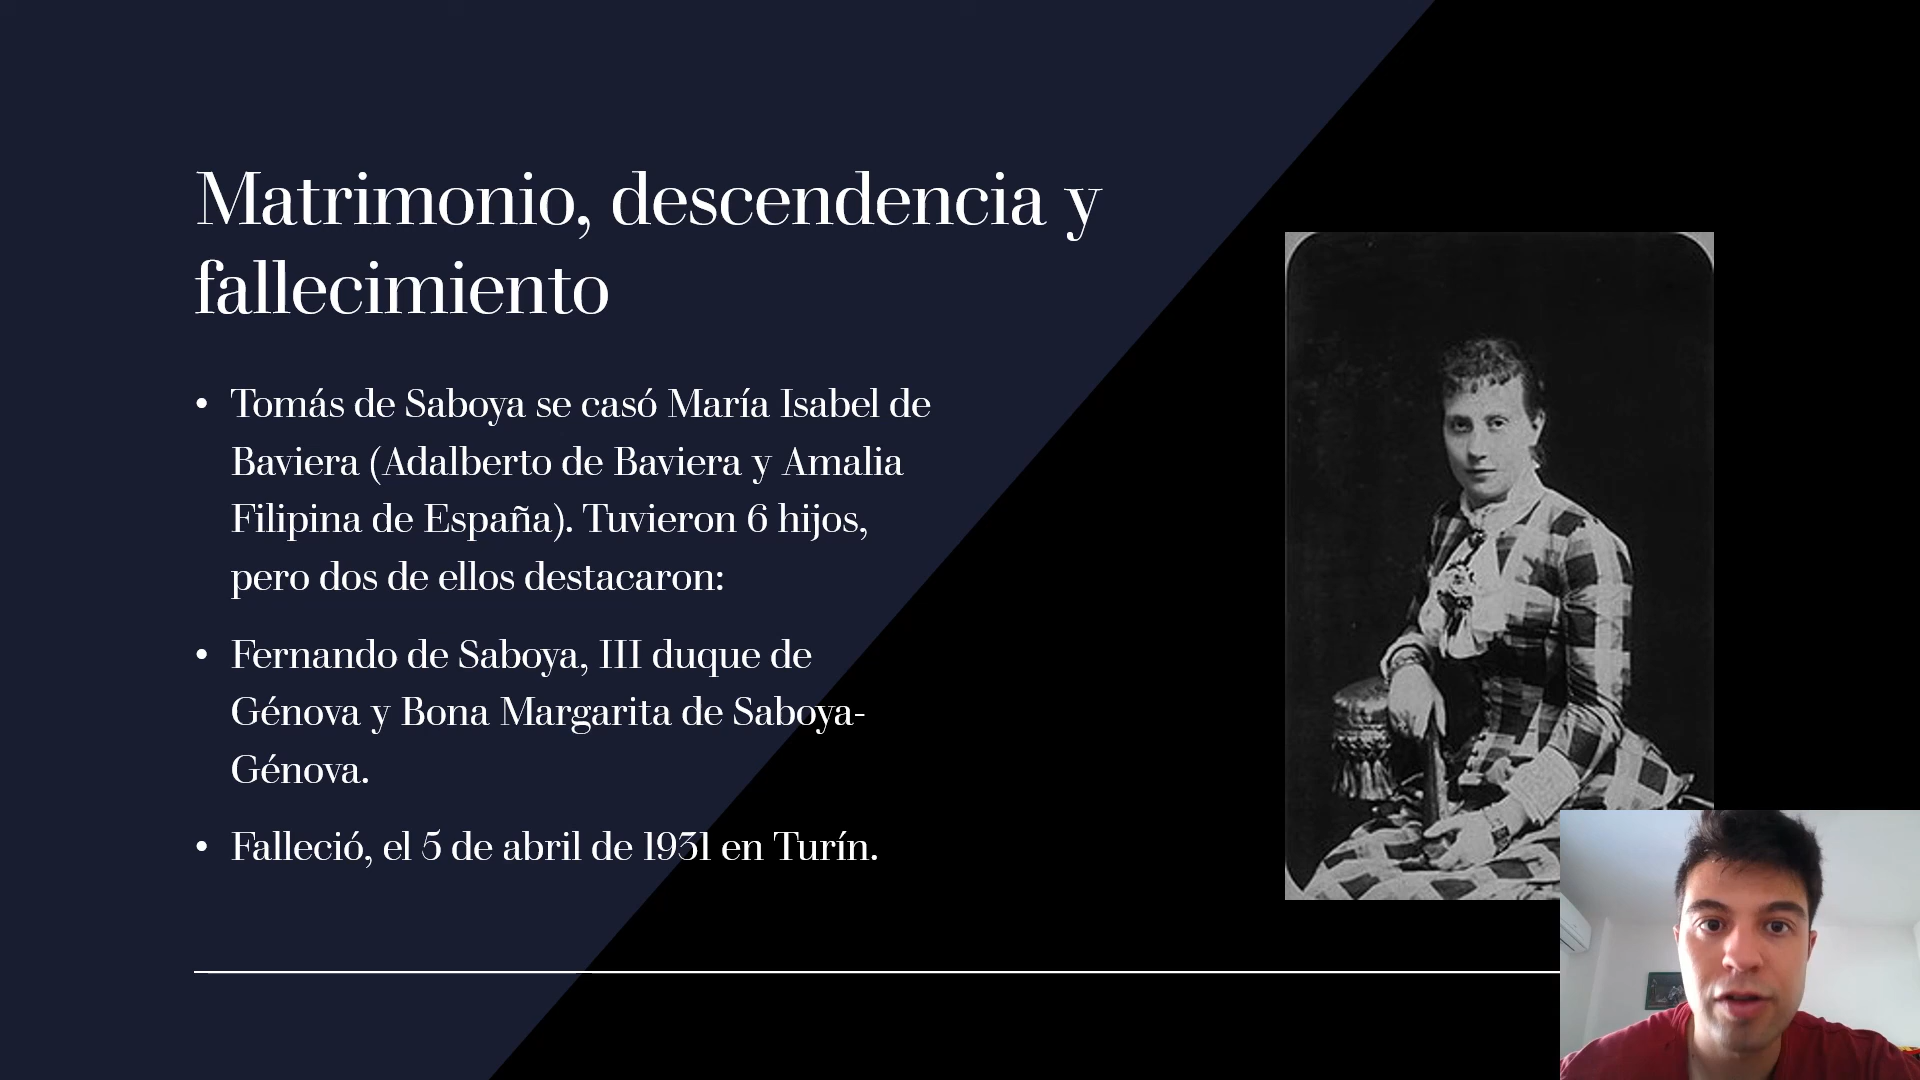 Matrimonio, descendencia y
fallecimiento
• Tomás de Saboya se casó María Isabel de
Baviera (Adalberto de Baviera y Amalia
Filipina de España). Tuvieron 6 hijos,
pero dos de ellos destacaron:
• Fernando de Saboya, III duque de
Génova y Bona Margarita de Saboya-
Génova.
• Falleció, el 5 de abril de 1931 en Turín.